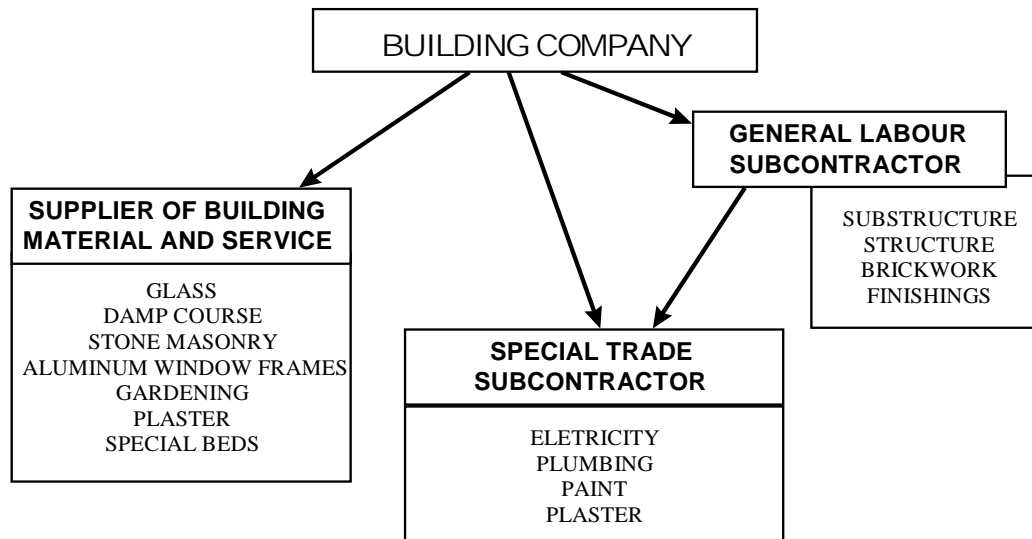 BUILDING COMPANY
GENERAL LABOUR
SUBCONTRACTOR
SUBSTRUCTURE
STRUCTURE
BRICKWORK
FINISHINGS
SUPPLIER OF BUILDING
MATERIAL AND SERVICE
GLASS
DAMP COURSE
STONE MASONRY
ALUMINUM WINDOW FRAMES
GARDENING
PLASTER
SPECIAL BEDS
SPECIAL TRADE
SUBCONTRACTOR
ELETRICITY
PLUMBING
PAINT
PLASTER